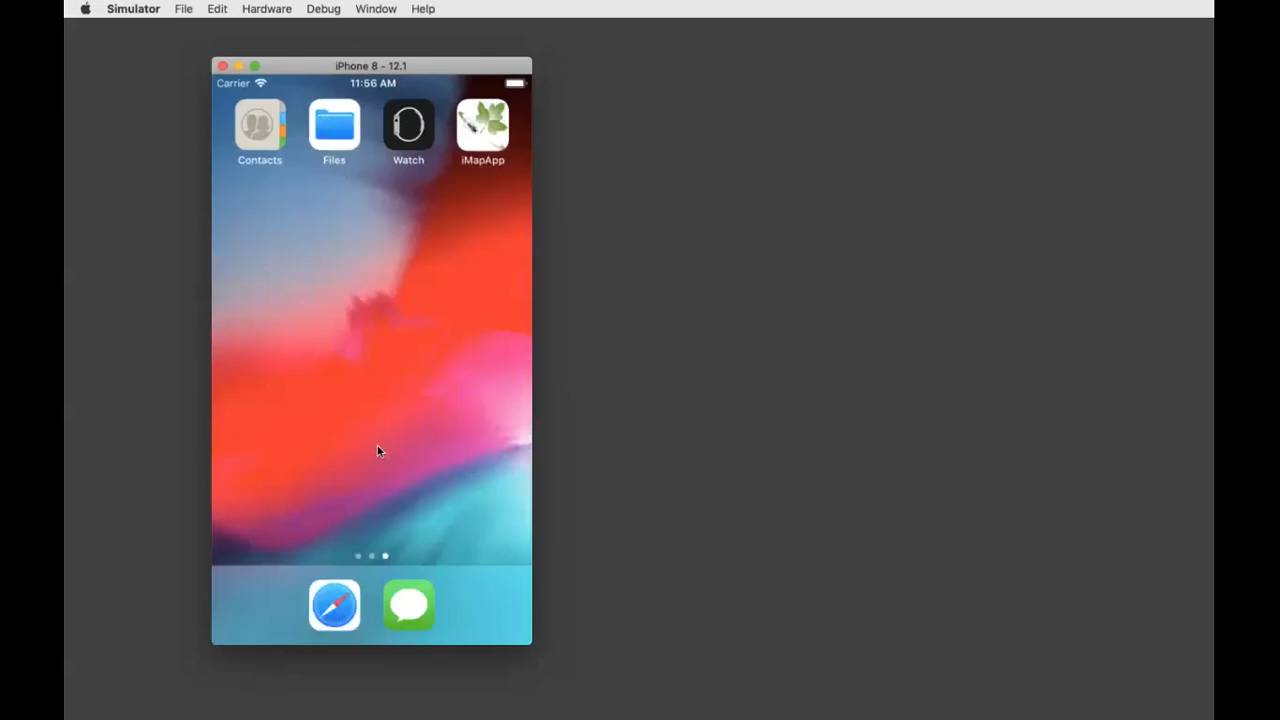 Simulator File Edit Hardware Debug Window Help
iPhone 8 - 12.1
Carrier 11:56 AM
Contacts Files Watch iMapApp